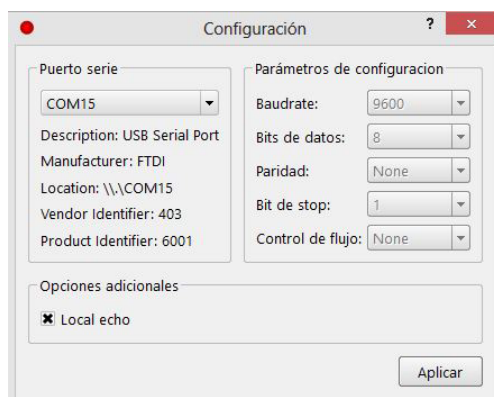 Configuración
?
×
Puerto serie
COM15
Description: USB Serial Port
Manufacturer: FTDI
Location: \\.\COM15
Vendor Identifier: 403
Product Identifier: 6001
Parámetros de configuracion
Baudrate: 9600
Bits de datos: 8
Paridad: None
Bit de stop: 1
Control de flujo: None
Opciones adicionales
Local echo
Aplicar